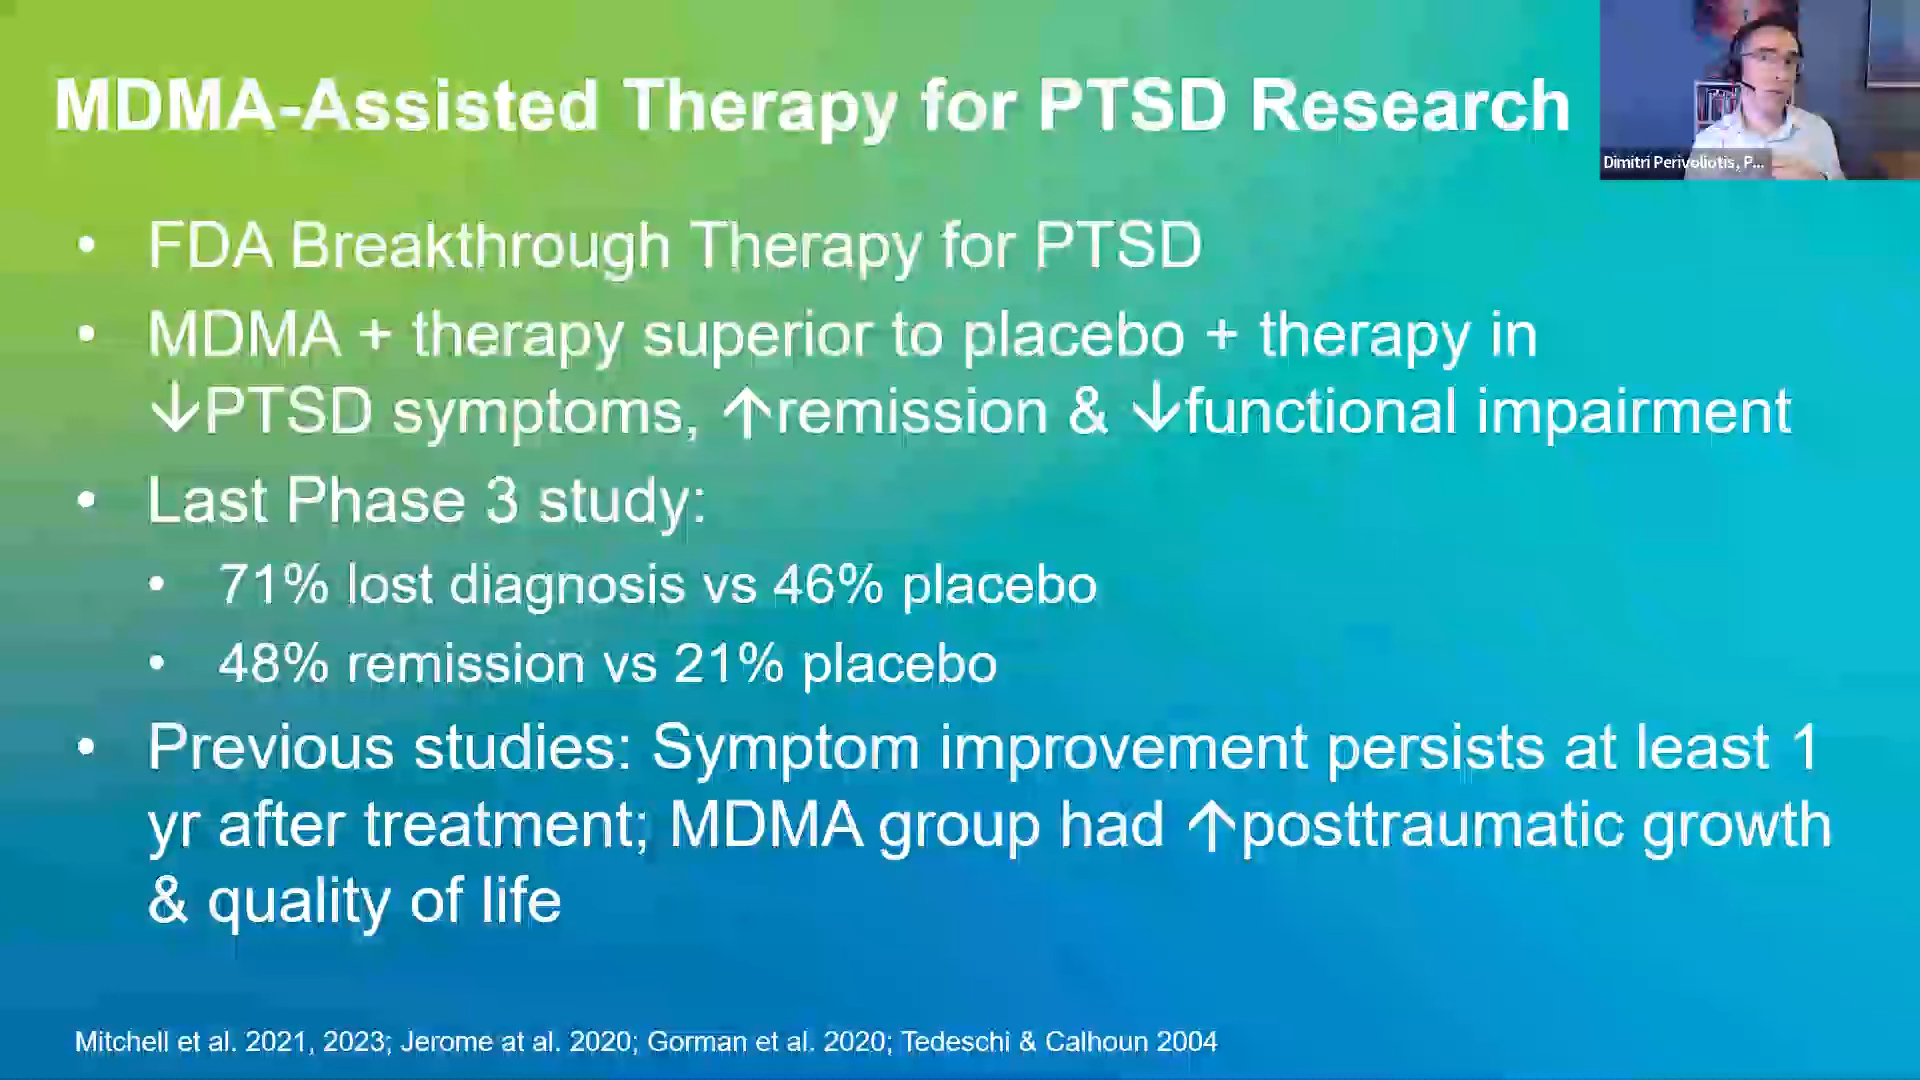 MDMA-Assisted Therapy for PTSD Research
Dimitri Perivoliotis, P...
• FDA Breakthrough Therapy for PTSD
• MDMA + therapy superior to placebo + therapy in
↓PTSD symptoms, ↑remission & ↓functional impairment
• Last Phase 3 study:
• 71% lost diagnosis vs 46% placebo
• 48% remission vs 21% placebo
• Previous studies: Symptom improvement persists at least 1
yr after treatment; MDMA group had ↑posttraumatic growth
& quality of life
Mitchell et al. 2021, 2023; Jerome at al. 2020; Gorman et al. 2020; Tedeschi & Calhoun 2004